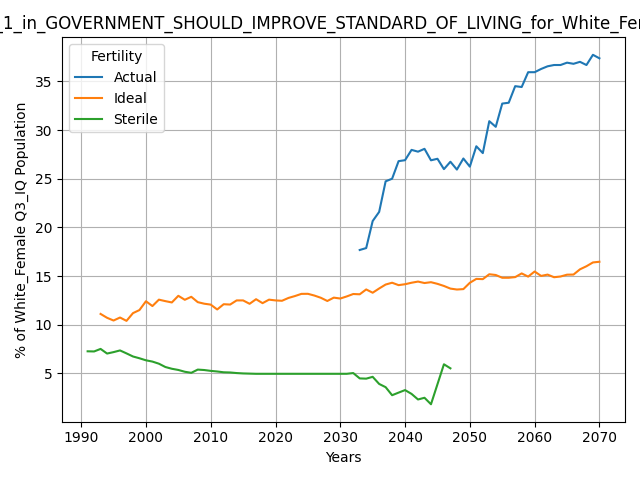 _1_in_GOVERNMENT_SHOULD_IMPROVE_STANDARD_OF_LIVING_for_White_Fe
Fertility
Actual
Ideal
Sterile
% of White_Female Q3_IQ Population
35
30
25
20
15
10
5
1990 2000 2010 2020 2030 2040 2050 2060 2070
Years